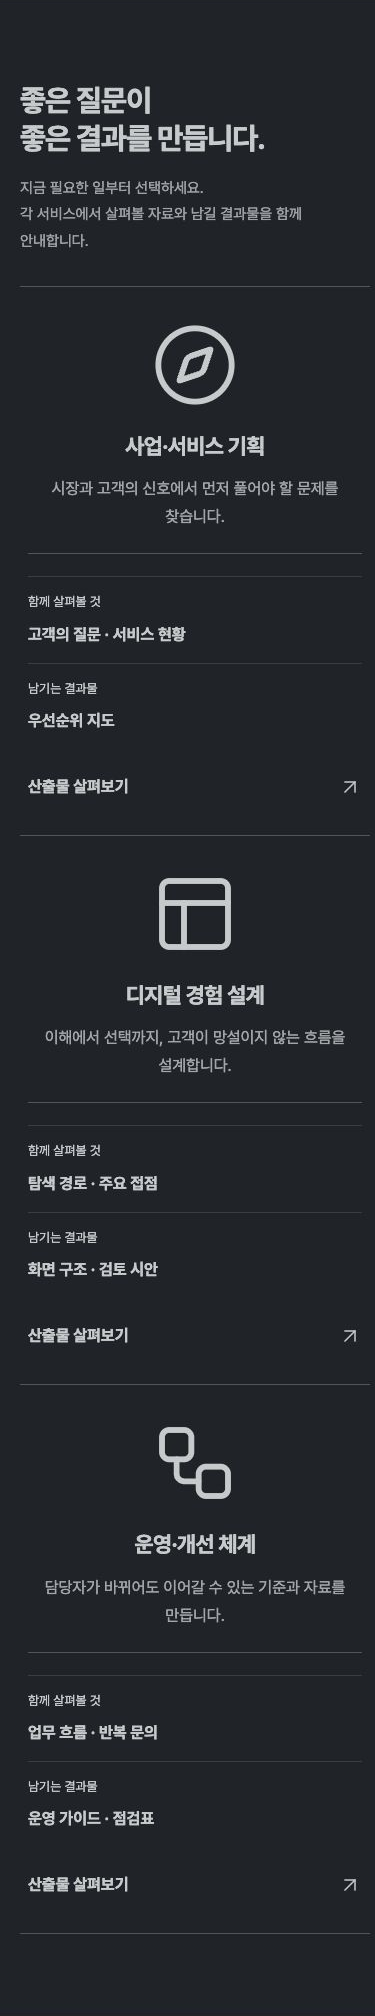 좋은 질문이
좋은 결과를 만듭니다.
지금 필요한 일부터 선택하세요.
각 서비스에서 살펴볼 자료와 남길 결과물을 함께
안내합니다.
사업·서비스 기획
시장과 고객의 신호에서 먼저 풀어야 할 문제를
찾습니다.
함께 살펴볼 것
고객의 질문 · 서비스 현황
남기는 결과물
우선순위 지도
산출물 살펴보기
디지털 경험 설계
이해에서 선택까지, 고객이 망설이지 않는 흐름을
설계합니다.
함께 살펴볼 것
탐색 경로 · 주요 접점
남기는 결과물
화면 구조 · 검토 시안
산출물 살펴보기
운영·개선 체계
담당자가 바뀌어도 이어갈 수 있는 기준과 자료를
만듭니다.
함께 살펴볼 것
업무 흐름 · 반복 문의
남기는 결과물
운영 가이드 · 점검표
산출물 살펴보기